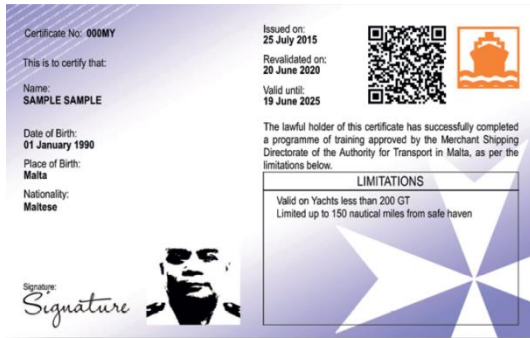 Certificate No: 000MY
This is to certify that:
Name:
SAMPLE SAMPLE
Date of Birth:
01 January 1990
Place of Birth:
Malta
Nationality:
Maltese
Signature:
Signature
Issued on:
25 July 2015
Revalidated on:
20 June 2020
Valid until:
19 June 2025
The lawful holder of this certificate has successfully completed
a programme of training approved by the Merchant Shipping
Directorate of the Authority for Transport in Malta, as per the
limitations below.
LIMITATIONS
Valid on Yachts less than 200 GT
Limited up to 150 nautical miles from safe haven